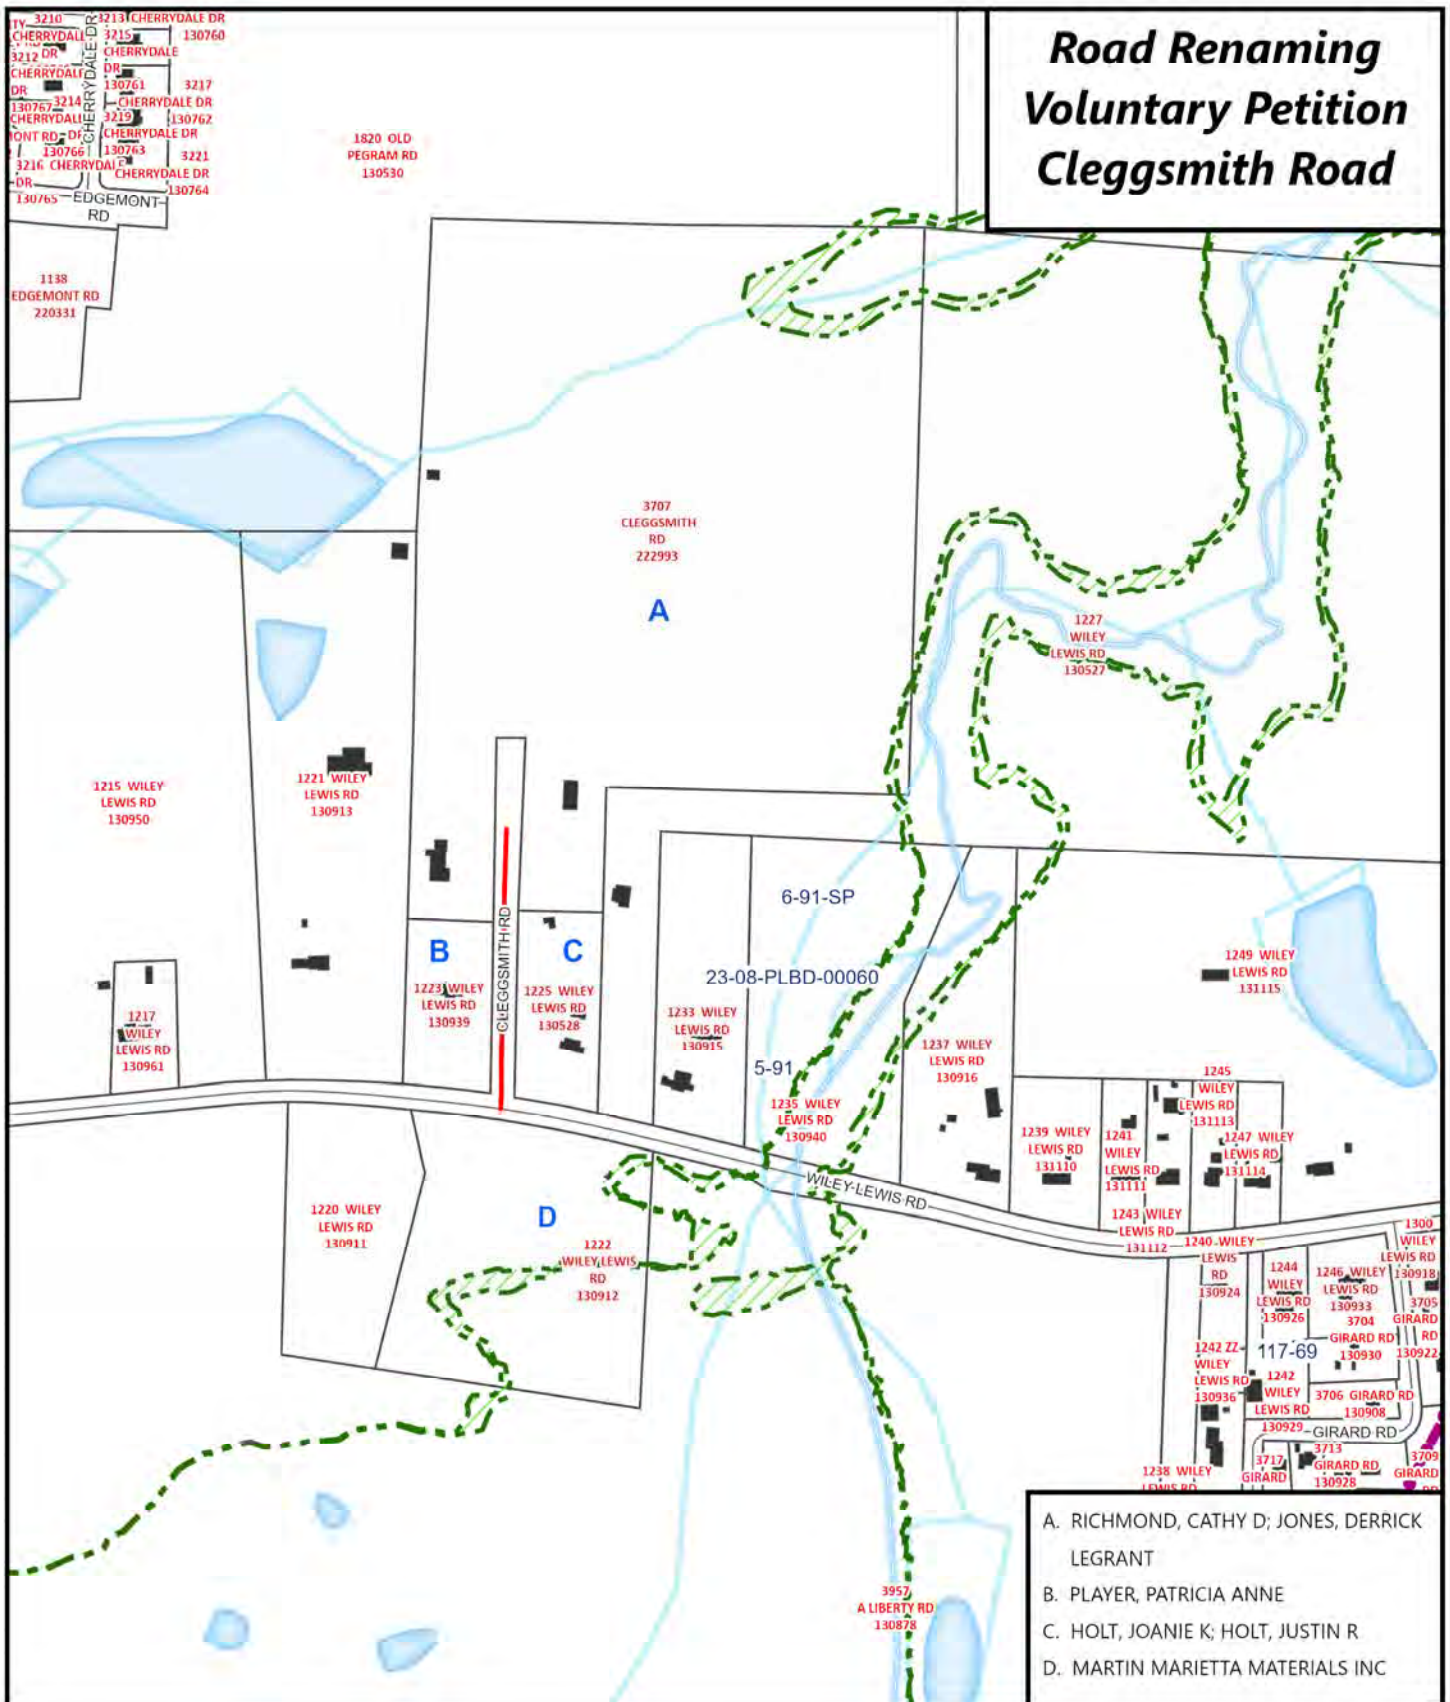 Road Renaming
Voluntary Petition
Cleggsmith Road
3210
CHERRYDALE
DR
3212
CHERRYDALE
DR
130767
3214
CHERRYDALE
DR
130766
3216 CHERRYDALE
DR
130765
CHERRYDALE DR
3213 CHERRYDALE DR
130760
3215
CHERRYDALE
DR
130761
3217
CHERRYDALE DR
130762
3219
CHERRYDALE DR
130763
3221
CHERRYDALE DR
130764
EDGEMONT
RD
1138
EDGEMONT RD
220331
1820 OLD
PEGRAM RD
130530
3707
CLEGGSMITH
RD
222993
A
1227
WILEY
LEWIS RD
130527
1215 WILEY
LEWIS RD
130950
1221 WILEY
LEWIS RD
130913
6-91-SP
B
C
CLEGGSMITH RD
23-08-PLBD-00060
1249 WILEY
LEWIS RD
131115
1223 WILEY
LEWIS RD
130939
1225 WILEY
LEWIS RD
130528
1233 WILEY
LEWIS RD
130915
1217
WILEY
LEWIS RD
130961
1237 WILEY
LEWIS RD
130916
5-91
1235 WILEY
LEWIS RD
130940
1245
WILEY
LEWIS RD
131113
1239 WILEY
LEWIS RD
131110
1241
WILEY
LEWIS RD
131111
1247 WILEY
LEWIS RD
131114
WILEY LEWIS RD
1243 WILEY
LEWIS RD
131112
1220 WILEY
LEWIS RD
130911
D
1222
WILEY LEWIS
RD
130912
1240 WILEY
LEWIS
RD
130924
1300
WILEY
LEWIS RD
130918
1244
WILEY
LEWIS RD
130926
1246 WILEY
LEWIS RD
130933
3704
GIRARD RD
130930
3705
GIRARD
RD
130922
1242 ZZ
WILEY
LEWIS RD
130936
117-69
1242
WILEY
LEWIS RD
130929
3706 GIRARD RD
130908
GIRARD RD
3717
GIRARD
3713
GIRARD RD
130928
3709
GIRARD
RD
1238 WILEY
LEWIS RD
3957
A LIBERTY RD
130878
A. RICHMOND, CATHY D; JONES, DERRICK
LEGRANT
B. PLAYER, PATRICIA ANNE
C. HOLT, JOANIE K; HOLT, JUSTIN R
D. MARTIN MARIETTA MATERIALS INC